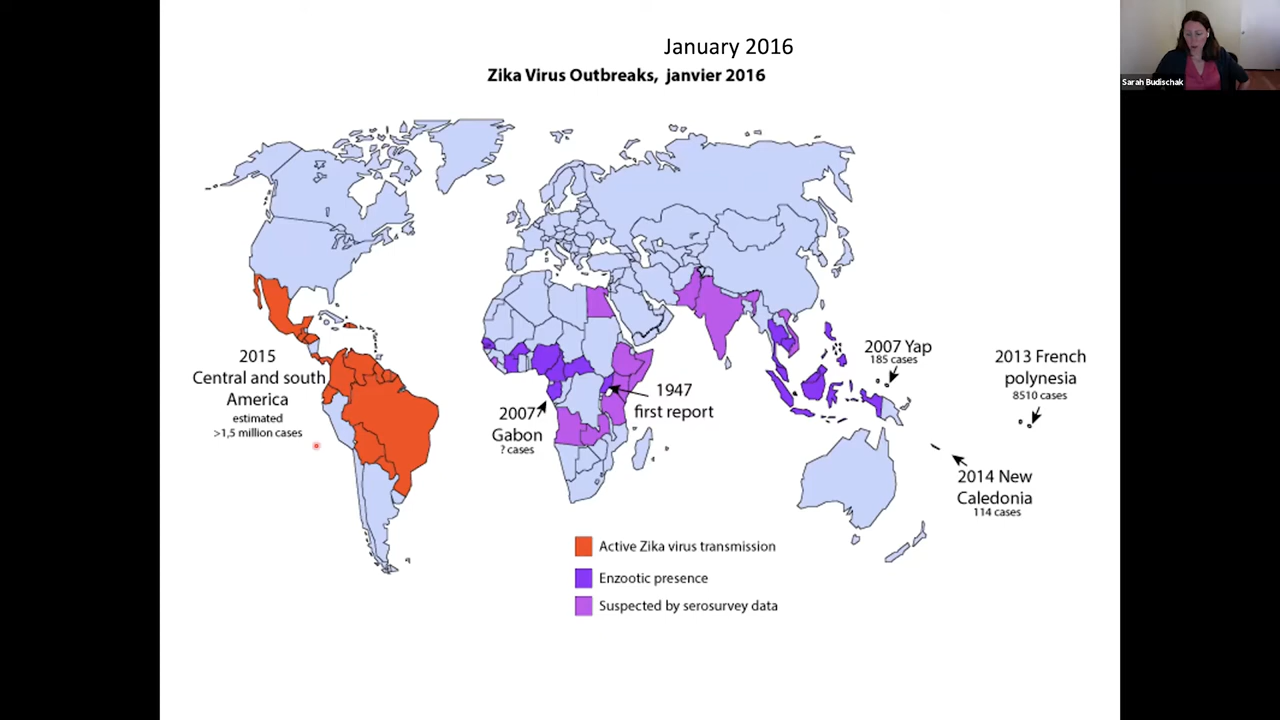 January 2016
Zika Virus Outbreaks, janvier 2016
Sarah Budischak
2015
Central and south
America
estimated
>1,5 million cases
2007
Gabon
? cases
1947
first report
2007 Yap
185 cases
2013 French
polynesia
8510 cases
2014 New
Caledonia
114 cases
Active Zika virus transmission
Enzootic presence
Suspected by serosurvey data